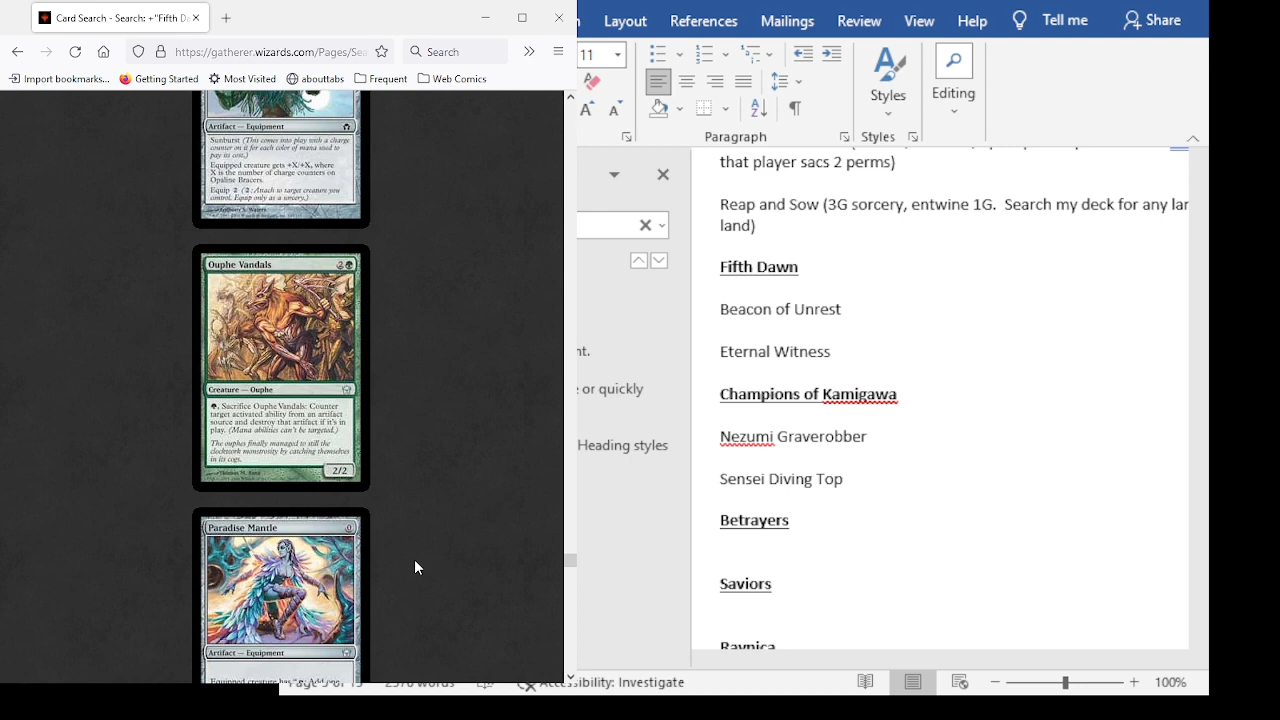 Card Search - Search: +"Fifth Da
https://gatherer.wizards.com/Pages/Sea
Search
Import bookmarks...
Getting Started
Most Visited
abouttabs
Frequent
Web Comics
Artifact — Equipment
Sunburst (This comes into play with a charge
counter on it for each color of mana used to
pay its cost.)
Equipped creature gets +X/+X, where
X is the number of charge counters on
Opaline Bracers.
Equip 2 (2: Attach to target creature you
control. Equip only as a sorcery.)
Ouphe Vandals
2
Creature — Ouphe
, Sacrifice Ouphe Vandals: Counter
target activated ability from an artifact
source and destroy that artifact if it's in
play. (Mana abilities can't be targeted.)
The ouphes finally managed to still the
clockwork monstrosity by catching themselves
in its cogs.
2/2
Paradise Mantle
0
Artifact — Equipment
Layout
References
Mailings
Review
View
Help
Tell me
Share
11
Paragraph
Styles
Styles
Editing
nt.
e or quickly
Heading styles
that player sacs 2 perms)
Reap and Sow (3G sorcery, entwine 1G. Search my deck for any lan
land)
Fifth Dawn
Beacon of Unrest
Eternal Witness
Champions of Kamigawa
Nezumi Graverobber
Sensei Diving Top
Betrayers
Saviors
Ravnica
Accessibility: Investigate
100%